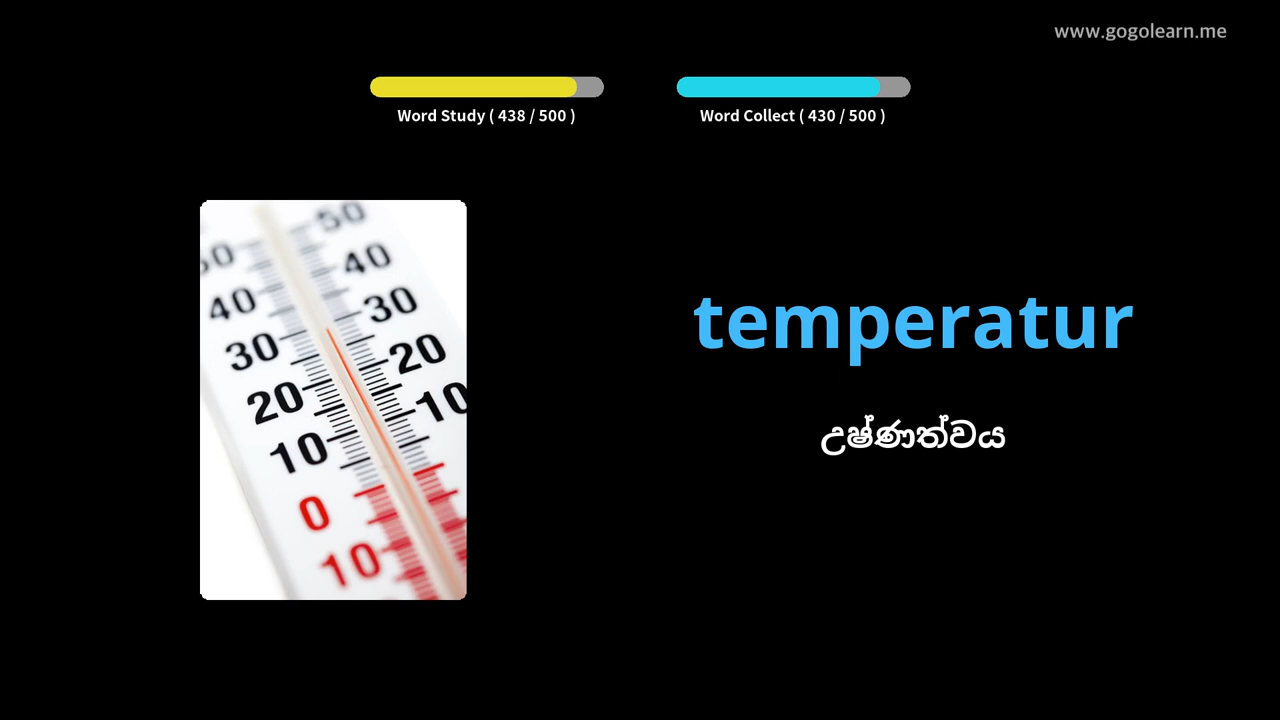 www.gogolearn.me
Word Study ( 438 / 500 )
Word Collect ( 430 / 500 )
50
50
40
40
30
30
20
20
10
10
0
10
temperatur
උෂ්ණත්වය